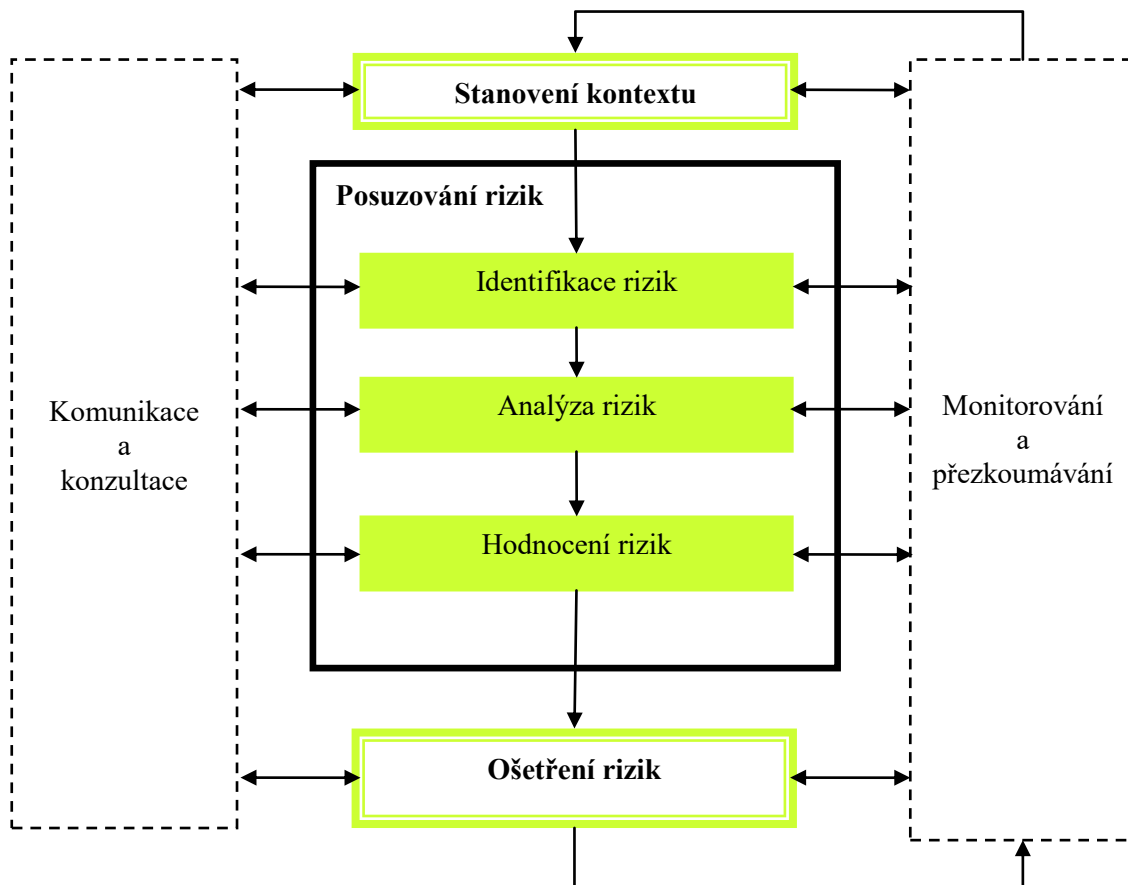 Stanovení kontextu
Posuzování rizik
Identifikace rizik
Analýza rizik
Hodnocení rizik
Ošetření rizik
Komunikace
a
konzultace
Monitorování
a
přezkoumávání